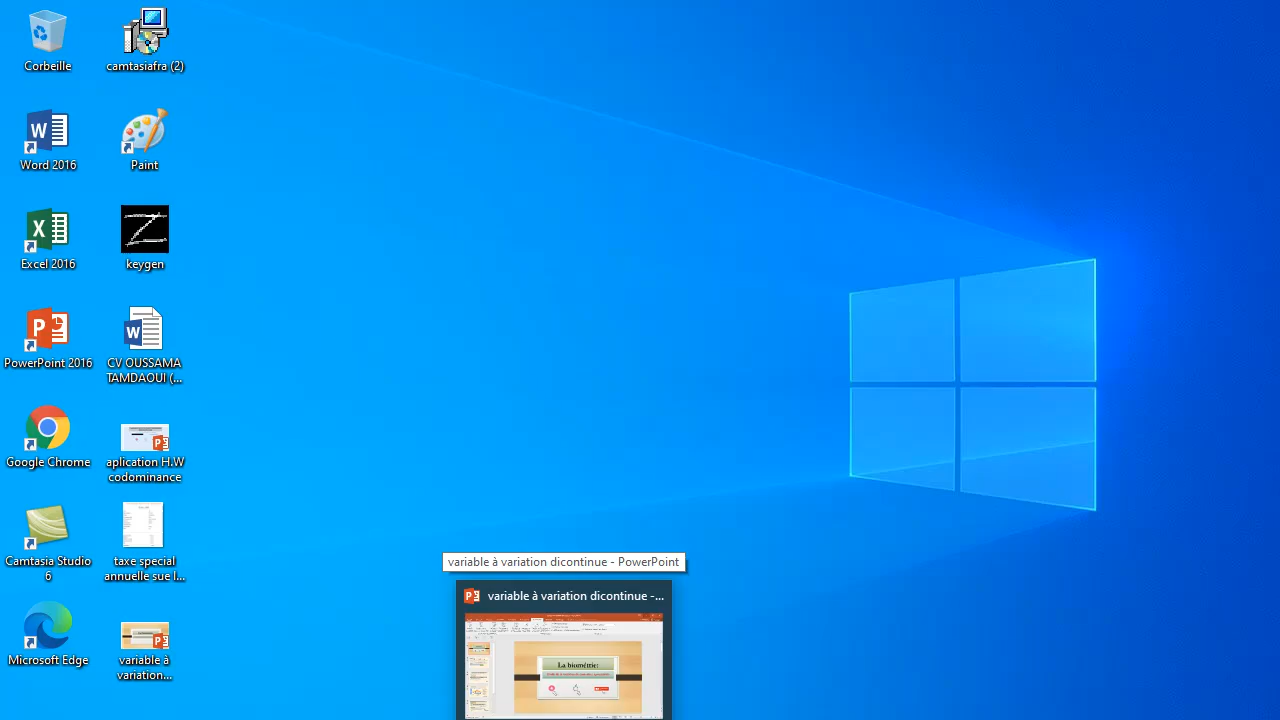 Corbeille
camtasiafra (2)
Word 2016
Paint
Excel 2016
keygen
PowerPoint 2016
CV OUSSAMA
TAMDAOUI (...
Google Chrome
aplication H.W
codominance
Camtasia Studio
6
taxe special
annuelle sue l...
Microsoft Edge
variable à
variation...
variable à variation dicontinue - PowerPoint
variable à variation dicontinue -...
La biométrie: